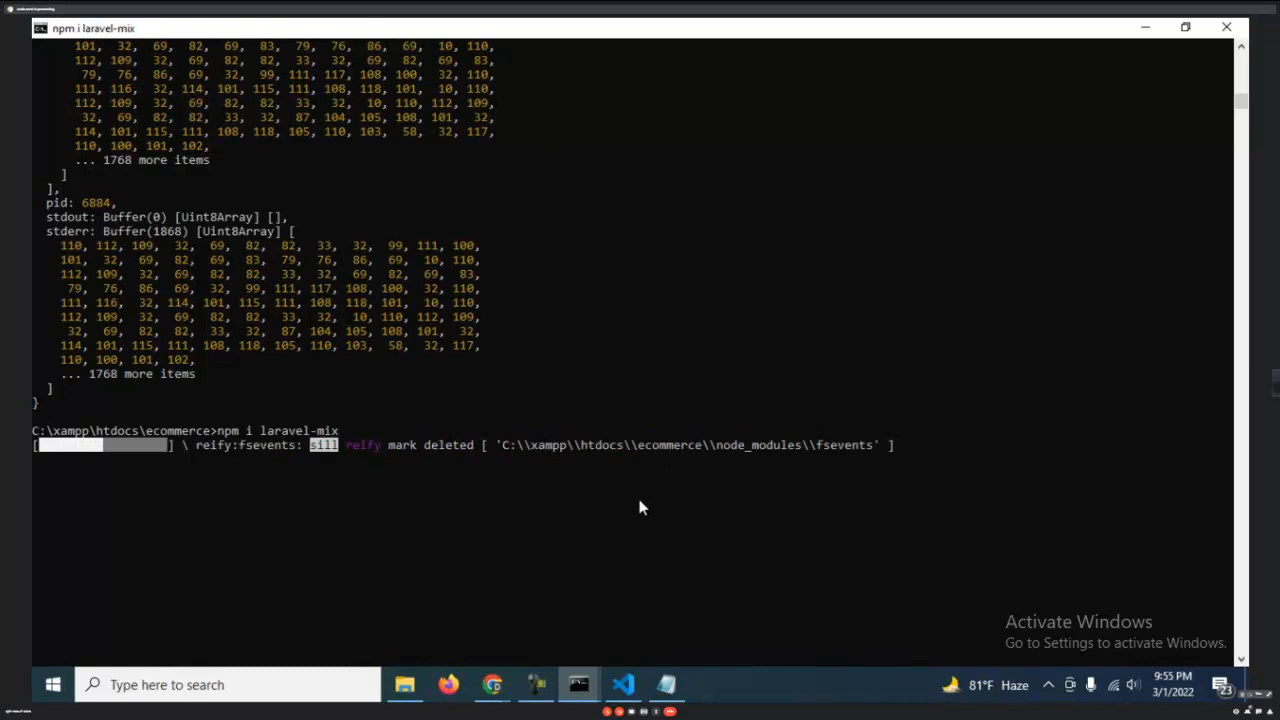 npm i laravel-mix
101, 32, 69, 82, 69, 83, 79, 76, 86, 69, 10, 110,
112, 109, 32, 69, 82, 82, 33, 32, 69, 82, 69, 83,
79, 76, 86, 69, 32, 99, 111, 117, 108, 100, 32, 110,
111, 116, 32, 114, 101, 115, 111, 108, 118, 101, 10, 110,
112, 109, 32, 69, 82, 82, 33, 32, 10, 110, 112, 109,
32, 69, 82, 82, 33, 32, 87, 104, 105, 108, 101, 32,
114, 101, 115, 111, 108, 118, 105, 110, 103, 58, 32, 117,
110, 100, 101, 102,
... 1768 more items
]
],
pid: 6884,
stdout: Buffer(0) [Uint8Array] [],
stderr: Buffer(1868) [Uint8Array] [
110, 112, 109, 32, 69, 82, 82, 33, 32, 99, 111, 100,
101, 32, 69, 82, 69, 83, 79, 76, 86, 69, 10, 110,
112, 109, 32, 69, 82, 82, 33, 32, 69, 82, 69, 83,
79, 76, 86, 69, 32, 99, 111, 117, 108, 100, 32, 110,
111, 116, 32, 114, 101, 115, 111, 108, 118, 101, 10, 110,
112, 109, 32, 69, 82, 82, 33, 32, 10, 110, 112, 109,
32, 69, 82, 82, 33, 32, 87, 104, 105, 108, 101, 32,
114, 101, 115, 111, 108, 118, 105, 110, 103, 58, 32, 117,
110, 100, 101, 102,
... 1768 more items
]
}
C:\xampp\htdocs\ecommerce>npm i laravel-mix
[ ] \ reify:fsevents: sill reify mark deleted [ 'C:\\xampp\\htdocs\\ecommerce\\node_modules\\fsevents' ]
Activate Windows
Go to Settings to activate Windows.
Type here to search
81°F Haze
9:55 PM
3/1/2022
23